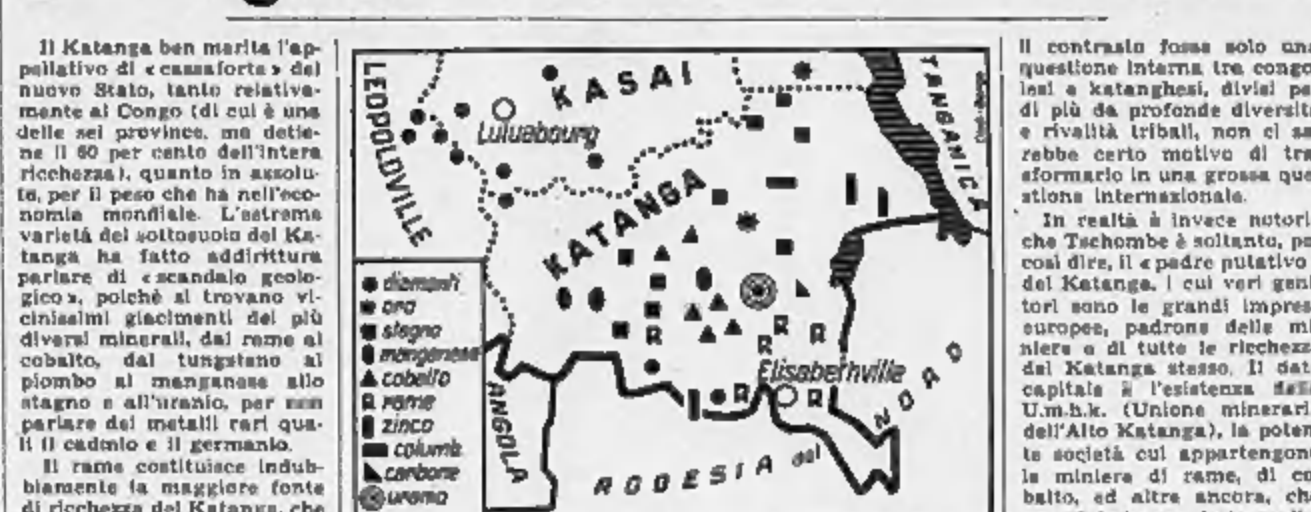 Il Katanga ben merita l'ap-
pellativo di « cassaforte » del
nuovo Stato, tanto relativa-
mente al Congo (di cui è una
delle sei province, ma detie-
ne il 60 per cento dell'intera
ricchezza), quanto in assolu-
to, per il peso che ha nell'eco-
nomia mondiale. L'estrema
varietà del sottosuolo del Ka-
tanga ha fatto addirittura
parlare di « scandalo geolo-
gico », poichè si trovano vi-
cinissimi giacimenti dei più
diversi minerali, dal rame al
cobalto, dal tungstano al
piombo al manganese allo
stagno e all'uranio, per non
parlare dei metalli rari qua-
li il cadmio e il germanio.
Il rame costituisce indub-
biamente la maggiore fonte
di ricchezza del Katanga, che
LEOPOLDVILLE
KASAI
Luluabourg
TANGANICA
KATANGA
diamanti
oro
stagno
manganese
cobalto
R rame
zinco
columb.
carbone
uranio
R
R
R
R
R
R
Elisabethville
ANGOLA
RODESIA del
NORD
il contrasto fosse solo una
questione interna tra congo
lesi e katanghesi, divisi pe
di più da profonde diversit
e rivalità tribali, non ci sa
rebbe certo motivo di tra
sformarlo in una grossa que
stione internazionale.
In realtà è invece notori
che Tschombe è soltanto, pe
così dire, il « padre putativo
del Katanga, i cui veri geni
tori sono le grandi impres
europee, padrone delle mi
niere e di tutte le ricchezz
del Katanga stesso. Il dat
capitale è l'esistenza della
U.m.h.k. (Unione minerari
dell'Alto Katanga), la poten
te società cui appartengono
le miniere di rame, di co
balto, ed altre ancora, che